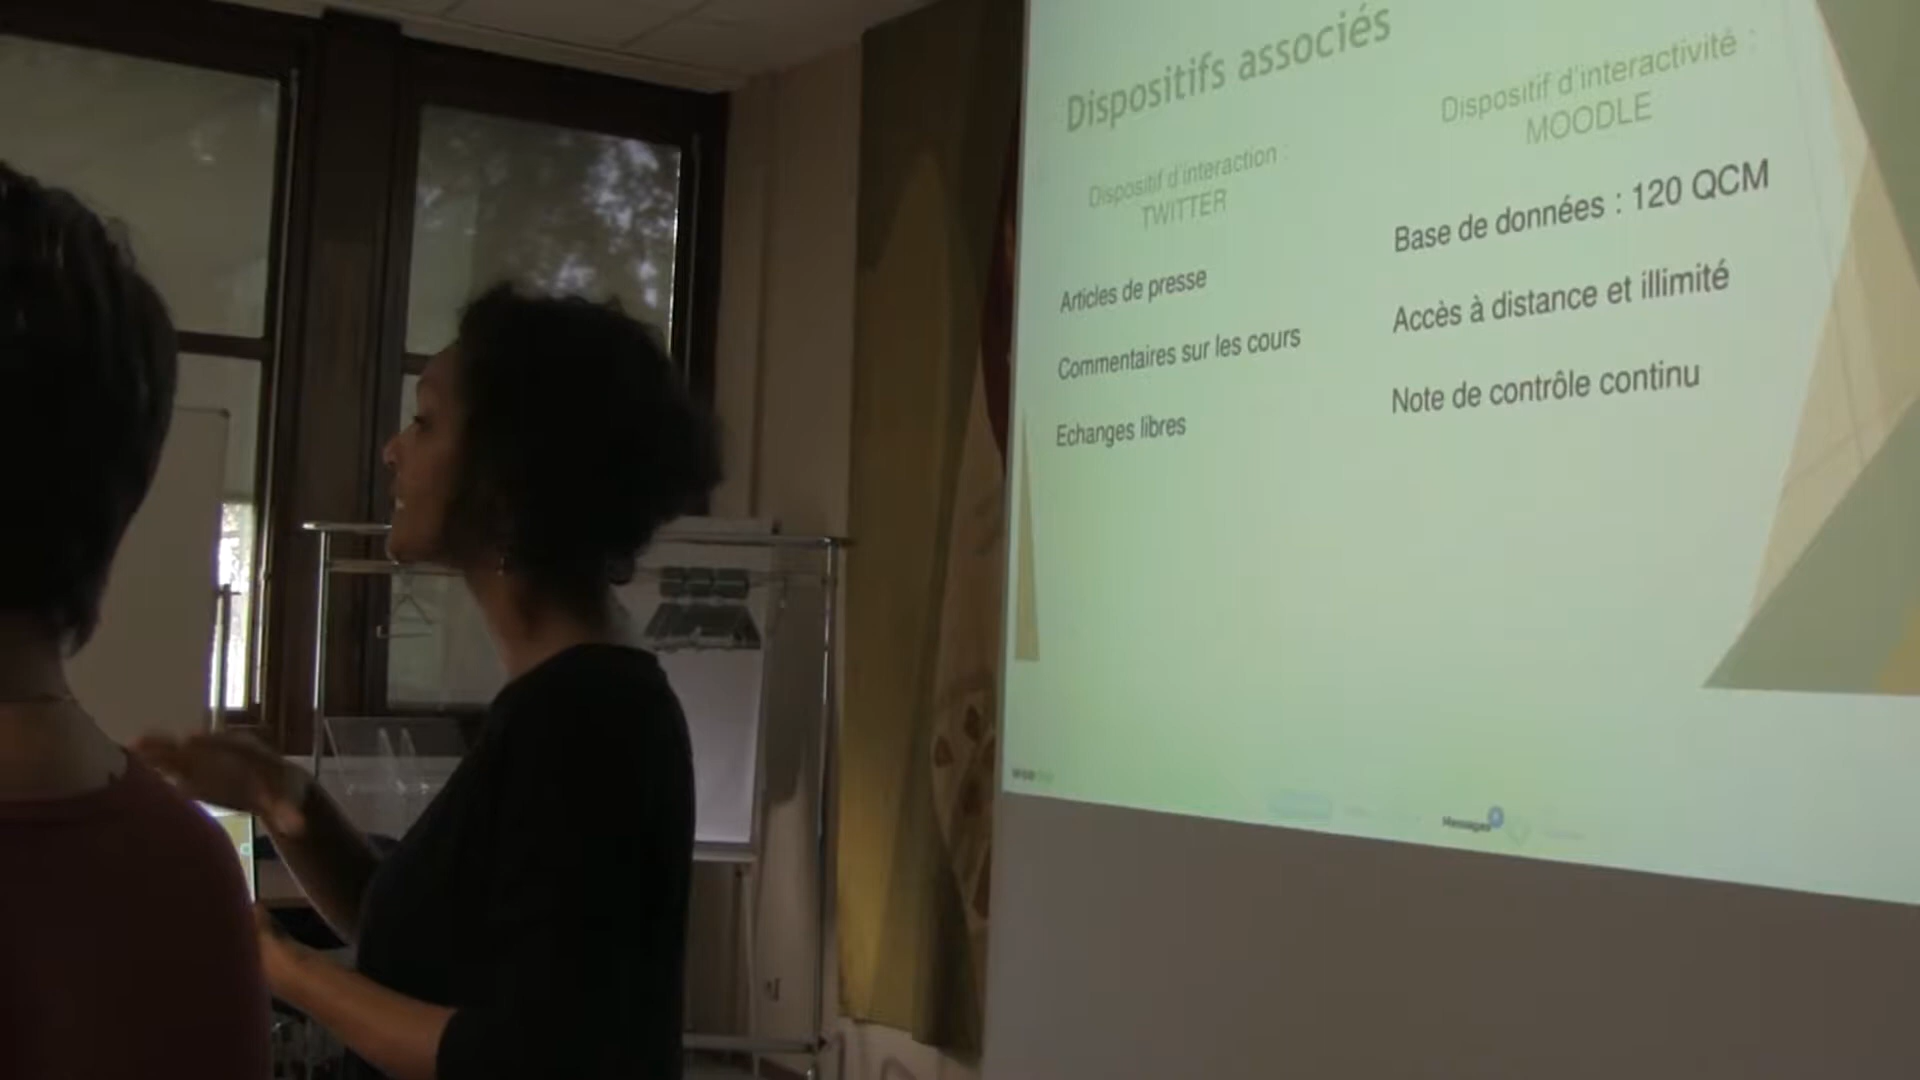 Dispositifs associés
Dispositif d'interaction :
TWITTER
Articles de presse
Commentaires sur les cours
Echanges libres
Dispositif d'interactivité :
MOODLE
Base de données : 120 QCM
Accès à distance et illimité
Note de contrôle continu
Messages